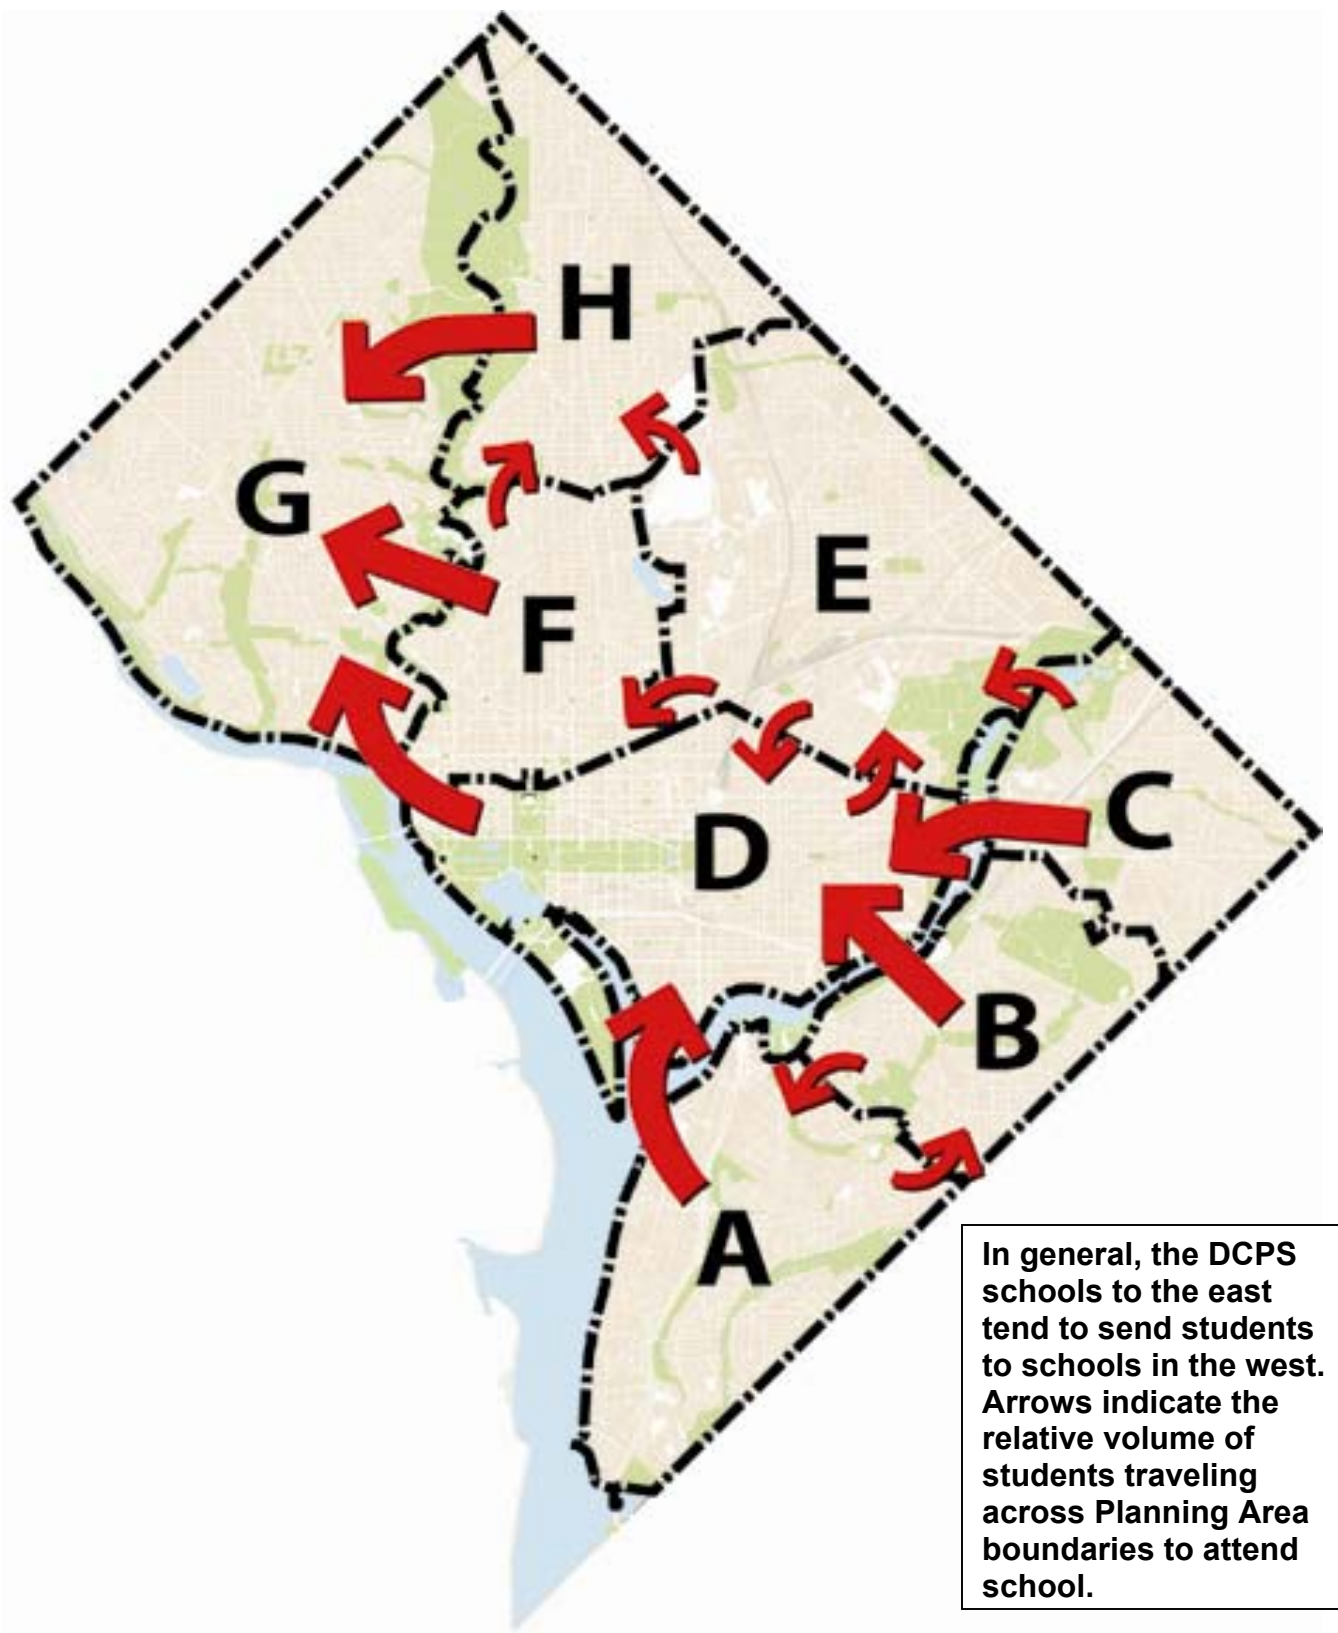 H
G
E
F
C
D
B
A
In general, the DCPS
schools to the east
tend to send students
to schools in the west.
Arrows indicate the
relative volume of
students traveling
across Planning Area
boundaries to attend
school.